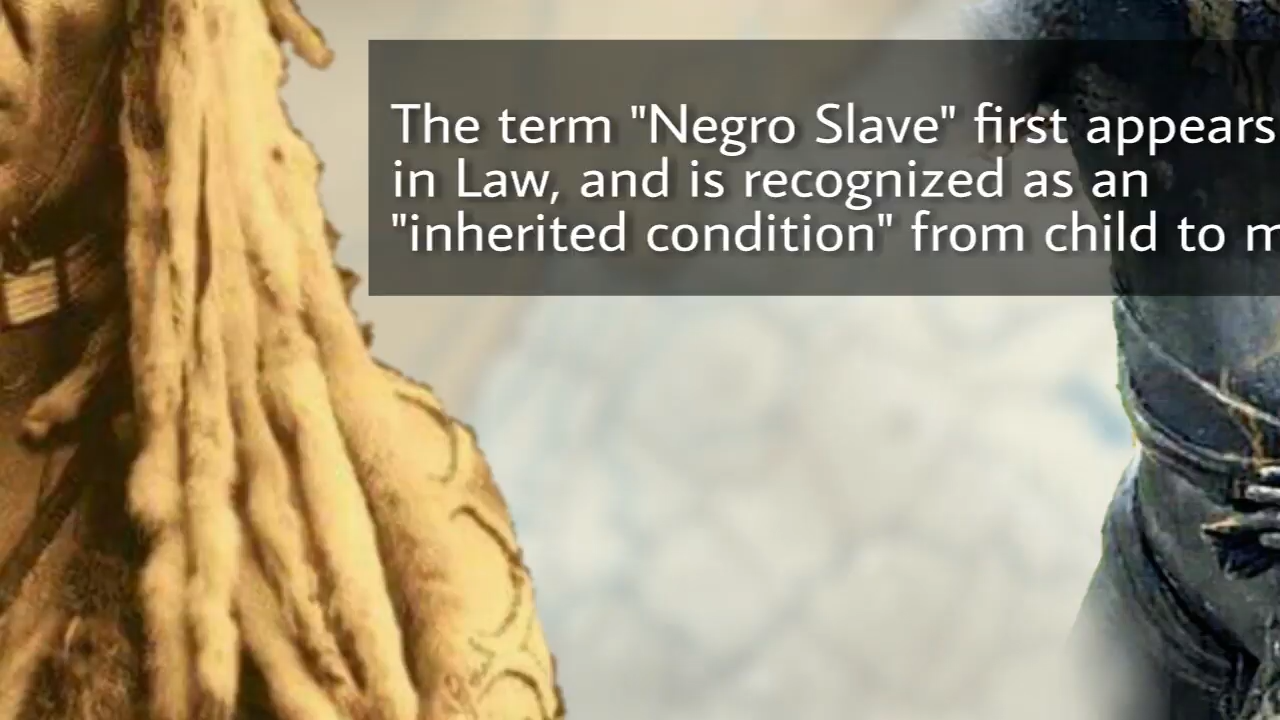 The term "Negro Slave" first appears
in Law, and is recognized as an
"inherited condition" from child to m